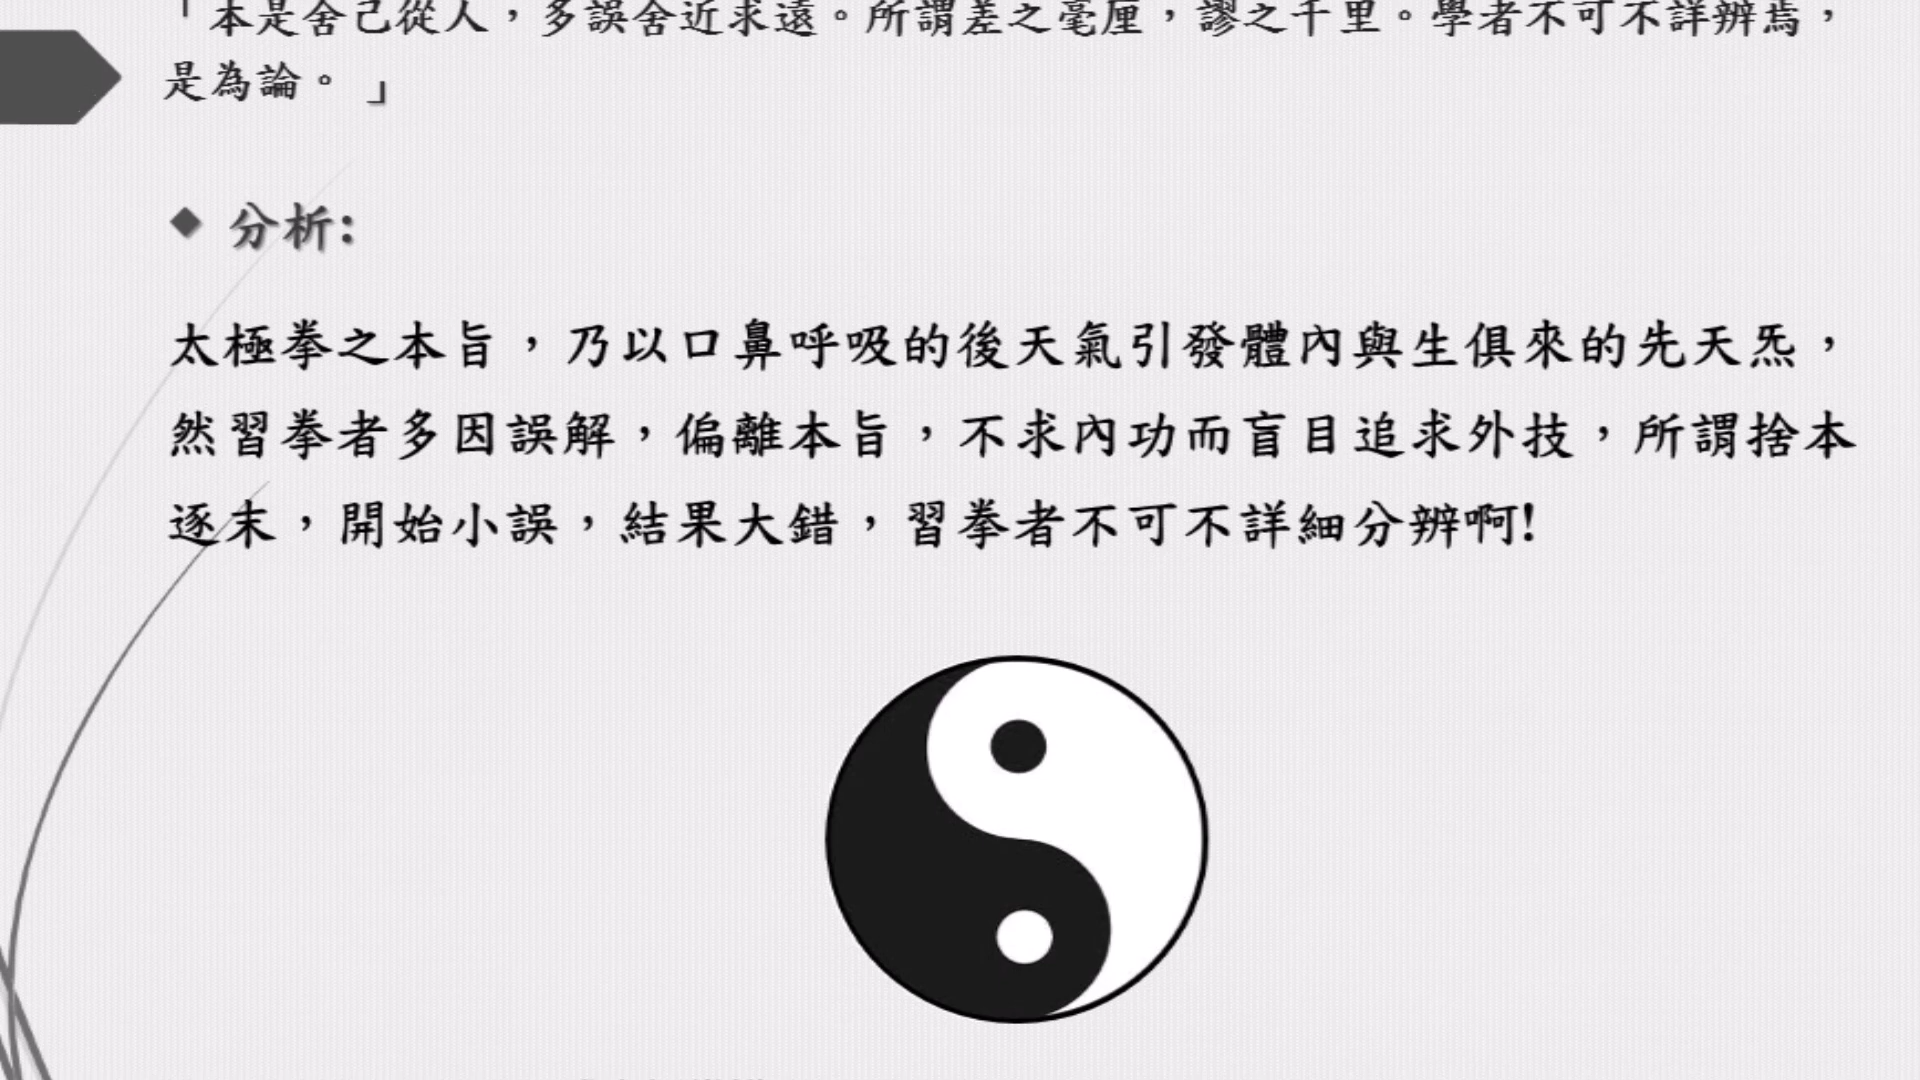 「本是舍己從人，多誤舍近求遠。所謂差之毫厘，謬之千里。學者不可不詳辨焉，
是為論。」
分析:
太極拳之本旨，乃以口鼻呼吸的後天氣引發體內與生俱來的先天炁，
然習拳者多因誤解，偏離本旨，不求內功而盲目追求外技，所謂捨本
逐末，開始小誤，結果大錯，習拳者不可不詳細分辨啊!